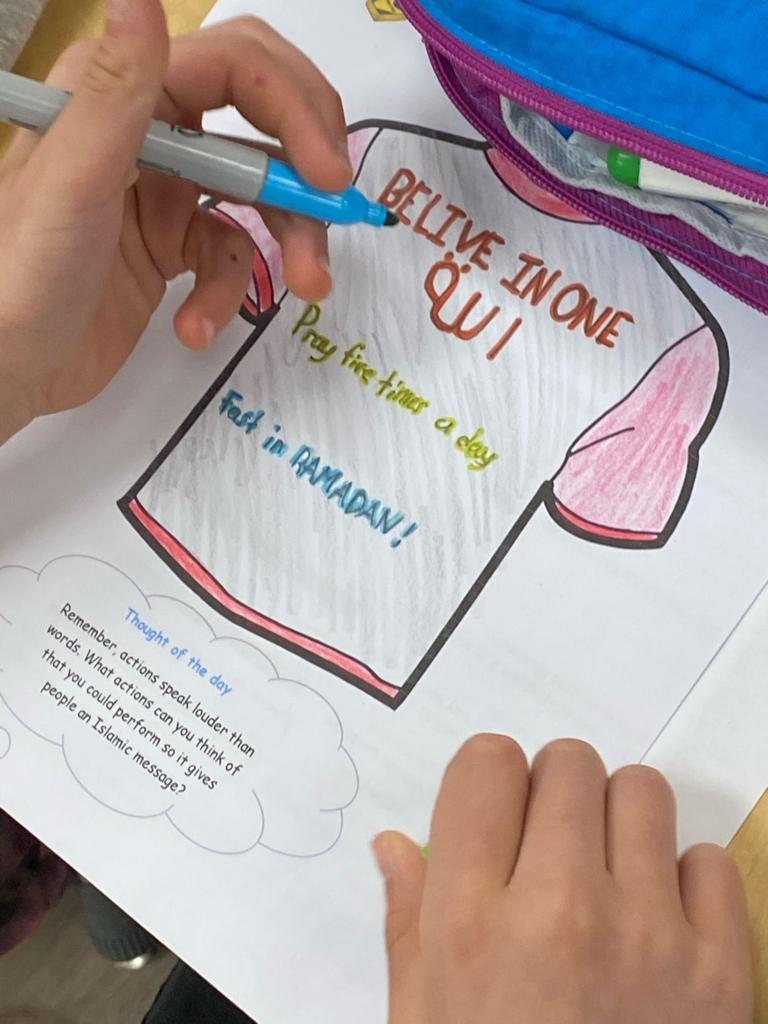 BELIVE IN ONE
Pray five times a day
Fast in RAMADAN!
Thought of the day
Remember, actions speak louder than
words. What actions can you think of
that you could perform so it gives
people an Islamic message?